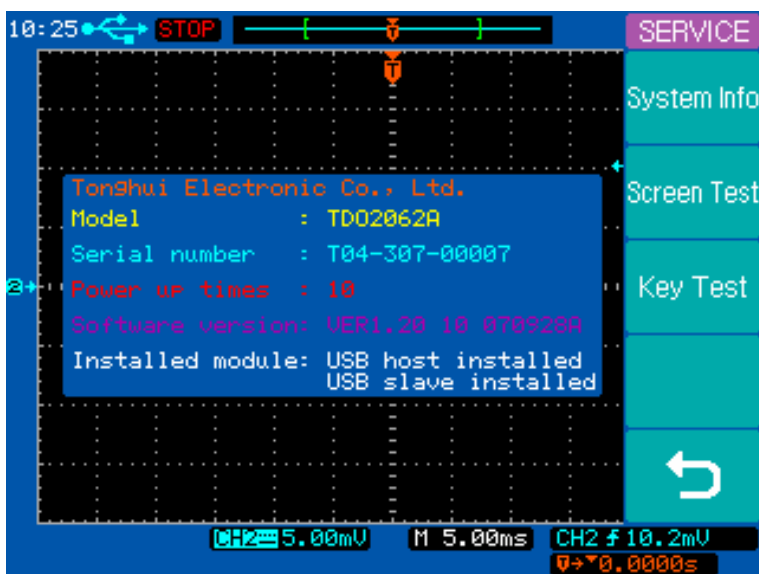 10:25 STOP
SERVICE
T
System Info
Tonghui Electronic Co., Ltd.
Model : TDO2062A
Screen Test
Serial number : T04-307-00007
2 Power up times : 10
Key Test
Software version: VER1.20 10 070928A
Installed module: USB host installed
USB slave installed
CH2 5.00mV M 5.00ms CH2 10.2mV
0.0000s